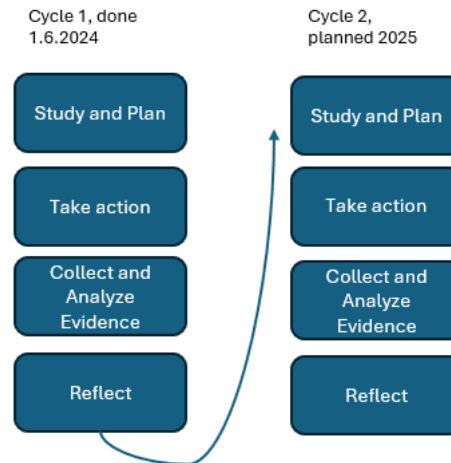 Cycle 1, done
1.6.2024
Study and Plan
Take action
Collect and
Analyze
Evidence
Reflect
Cycle 2,
planned 2025
Study and Plan
Take action
Collect and
Analyze
Evidence
Reflect